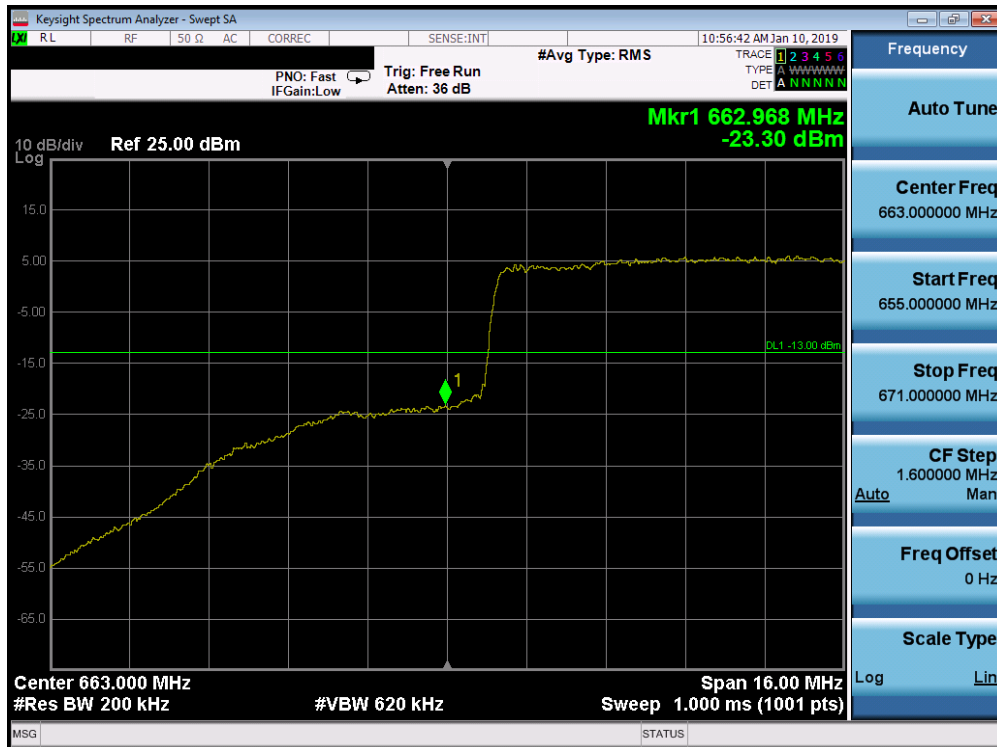 Keysight Spectrum Analyzer - Swept SA
LXI RL RF 50 Ω AC CORREC SENSE:INT 10:56:42 AM Jan 10, 2019
Frequency
#Avg Type: RMS
TRACE 1 2 3 4 5 6
PNO: Fast
Trig: Free Run
TYPE A WWWWW
IFGain:Low
Atten: 36 dB
DET A N N N N N
Auto Tune
Mkr1 662.968 MHz
10 dB/div Ref 25.00 dBm -23.30 dBm
Log
15.0
5.00
-5.00
DL1 -13.00 dBm
-15.0
1
-25.0
-35.0
-45.0
-55.0
-65.0
Center 663.000 MHz Span 16.00 MHz
#Res BW 200 kHz #VBW 620 kHz Sweep 1.000 ms (1001 pts)
Center Freq
663.000000 MHz
Start Freq
655.000000 MHz
Stop Freq
671.000000 MHz
CF Step
1.600000 MHz
Auto Man
Freq Offset
0 Hz
Scale Type
Log Lin
MSG STATUS